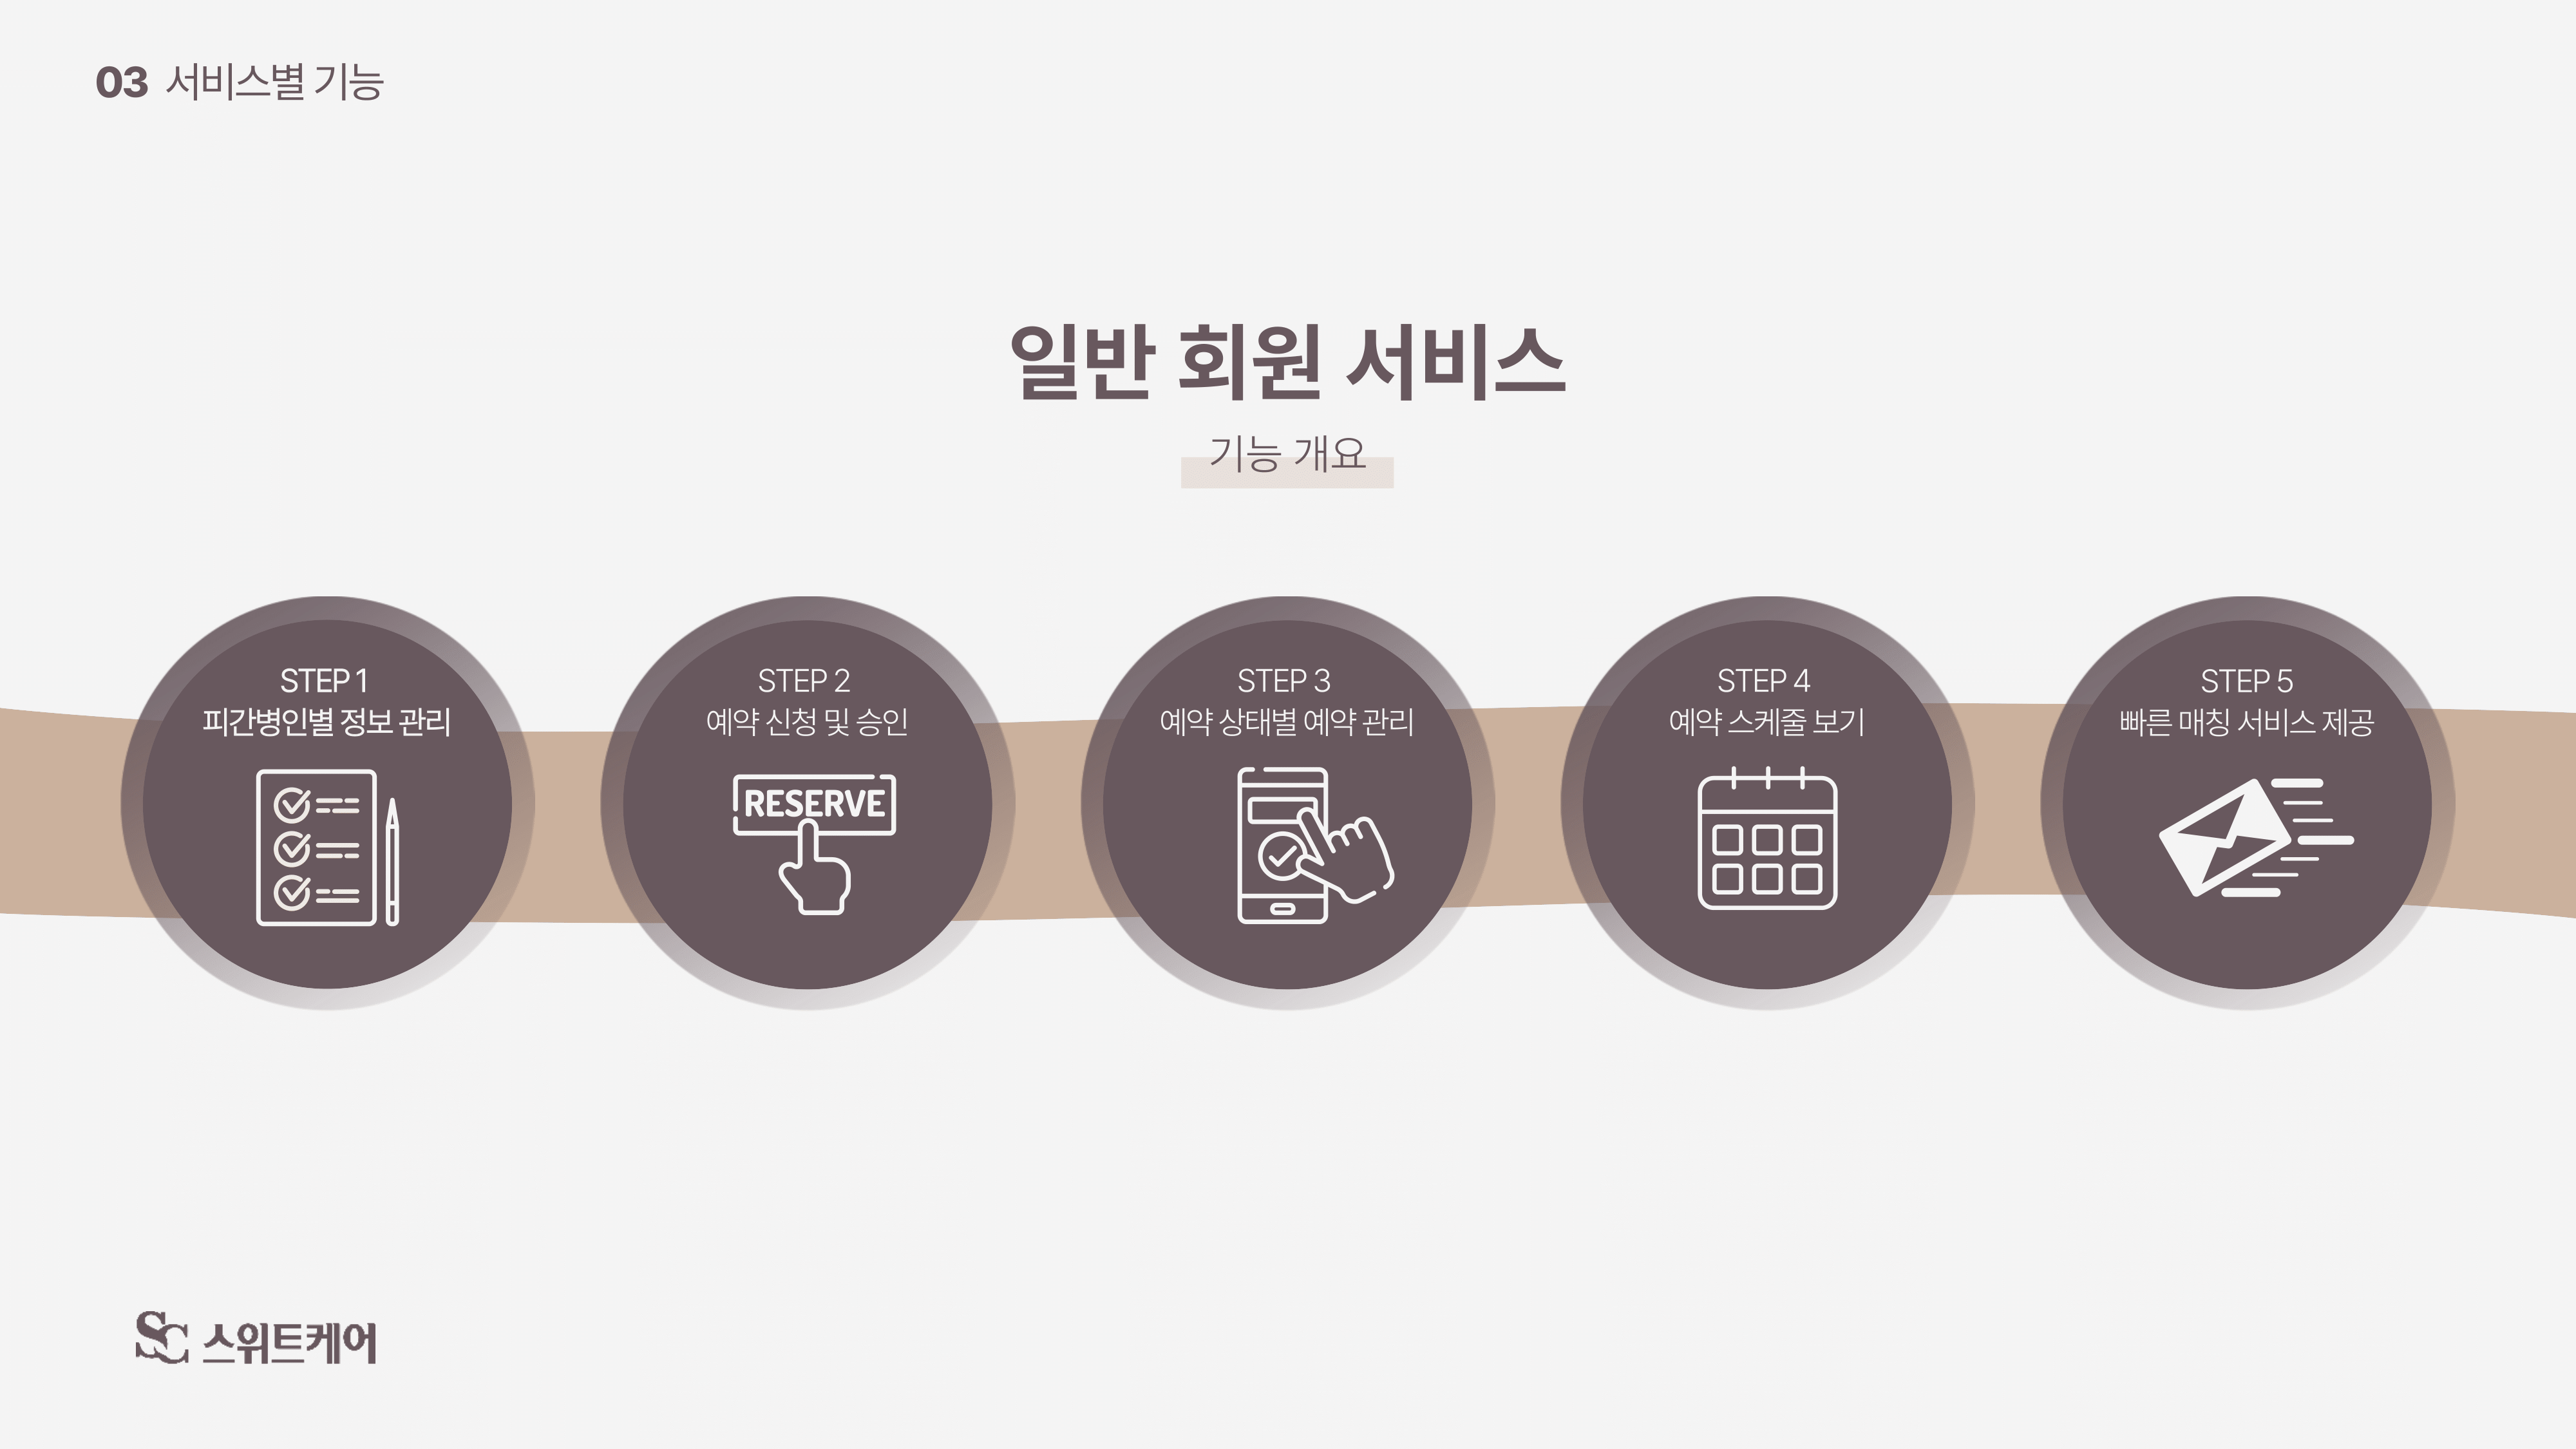 03 서비스별 기능
일반 회원 서비스
기능 개요
STEP 1
피간병인별 정보 관리
STEP 2
예약 신청 및 승인
RESERVE
STEP 3
예약 상태별 예약 관리
STEP 4
예약 스케줄 보기
STEP 5
빠른 매칭 서비스 제공
SC 스위트케어